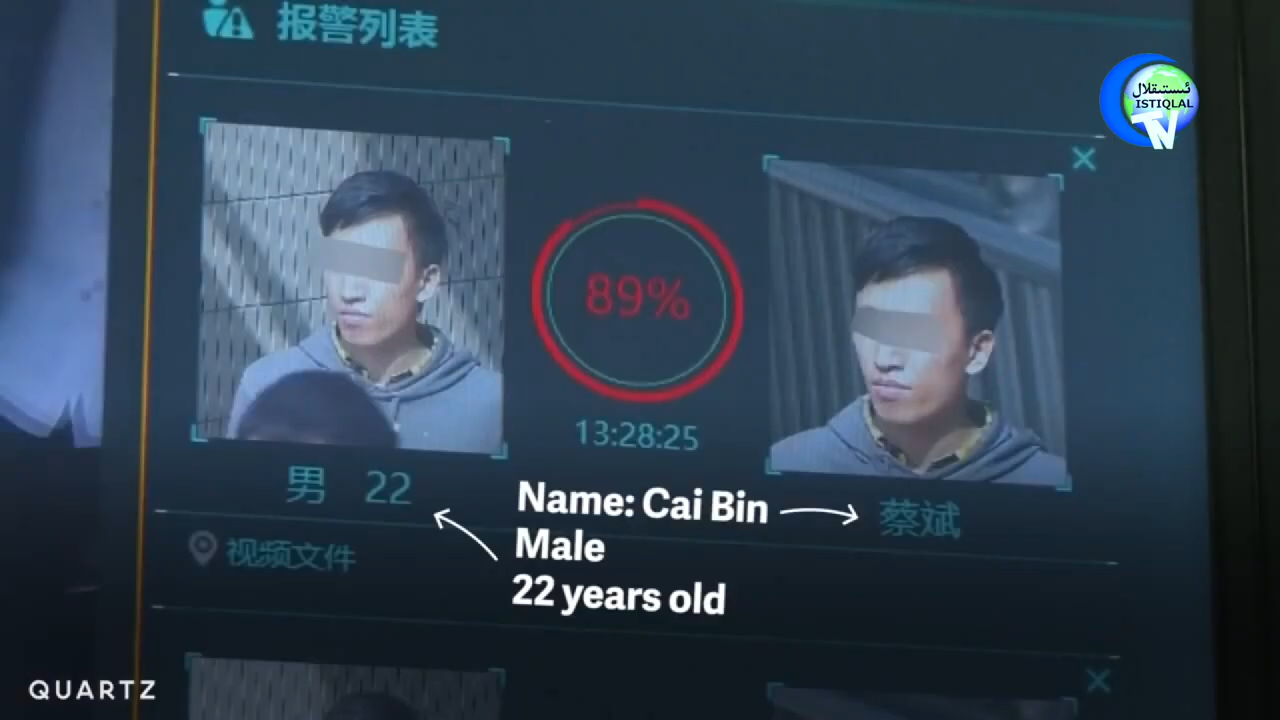 报警列表
ئىستىقلال
ISTIQLAL
TV
89%
13:28:25
男 22
蔡斌
Name: Cai Bin
Male
22 years old
视频文件
QUARTZ